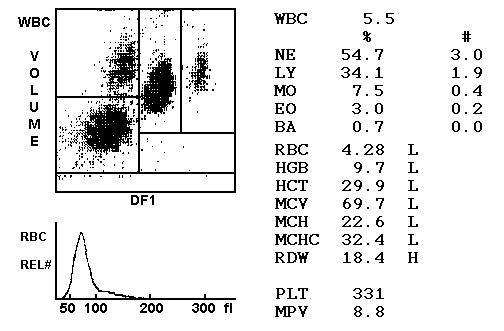 WBC
VOLUME
DF1
RBC
REL#
50 100 200 300 fl
WBC 5.5
% #
NE 54.7 3.0
LY 34.1 1.9
MO 7.5 0.4
EO 3.0 0.2
BA 0.7 0.0
RBC 4.28 L
HGB 9.7 L
HCT 29.9 L
MCV 69.7 L
MCH 22.6 L
MCHC 32.4 L
RDW 18.4 H
PLT 331
MPV 8.8